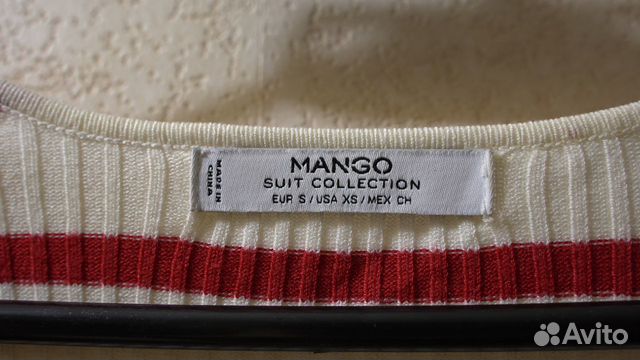 MANGO
SUIT COLLECTION
EUR S / USA XS / MEX CH
MADE IN
CHINA
Avito